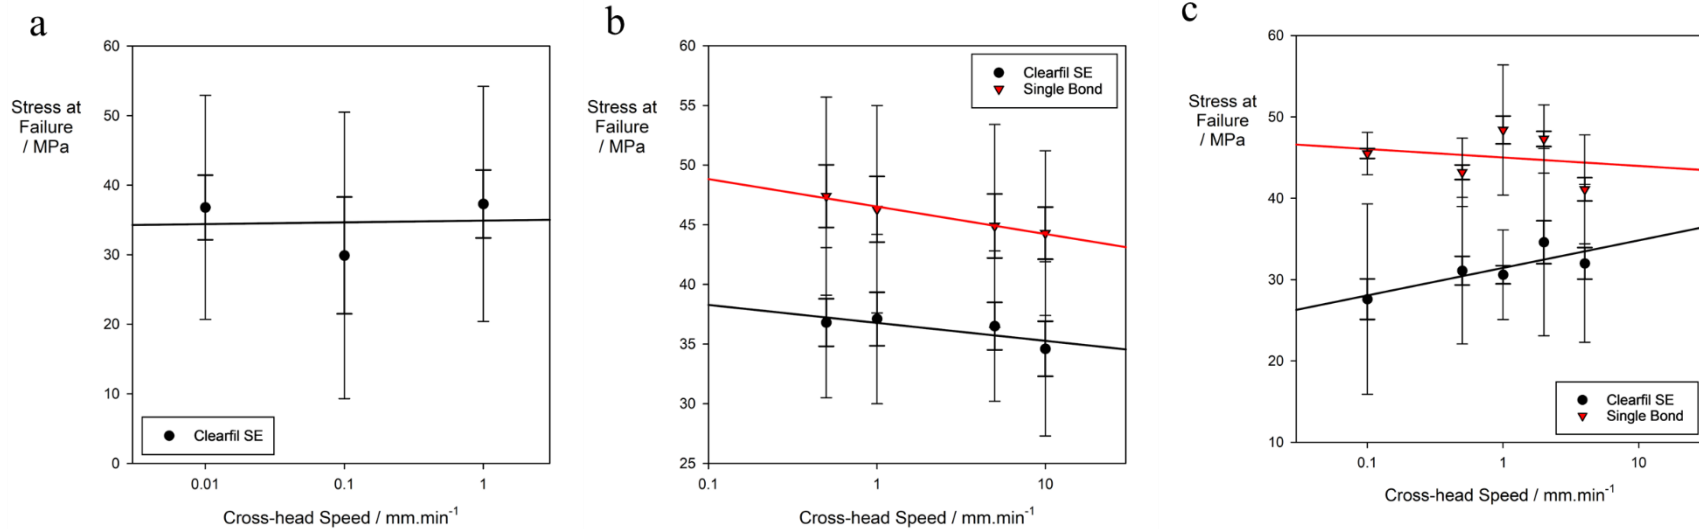 a
60
50
40
30
20
10
0
Stress at
Failure
/ MPa
Clearfil SE
0.01
0.1
1
Cross-head Speed / mm.min⁻¹
b
60
55
50
45
40
35
30
25
Stress at
Failure
/ MPa
Clearfil SE
Single Bond
0.1
1
10
Cross-head Speed / mm.min⁻¹
c
60
50
40
30
20
10
Stress at
Failure
/ MPa
Clearfil SE
Single Bond
0.1
1
10
Cross-head Speed / mm.min⁻¹